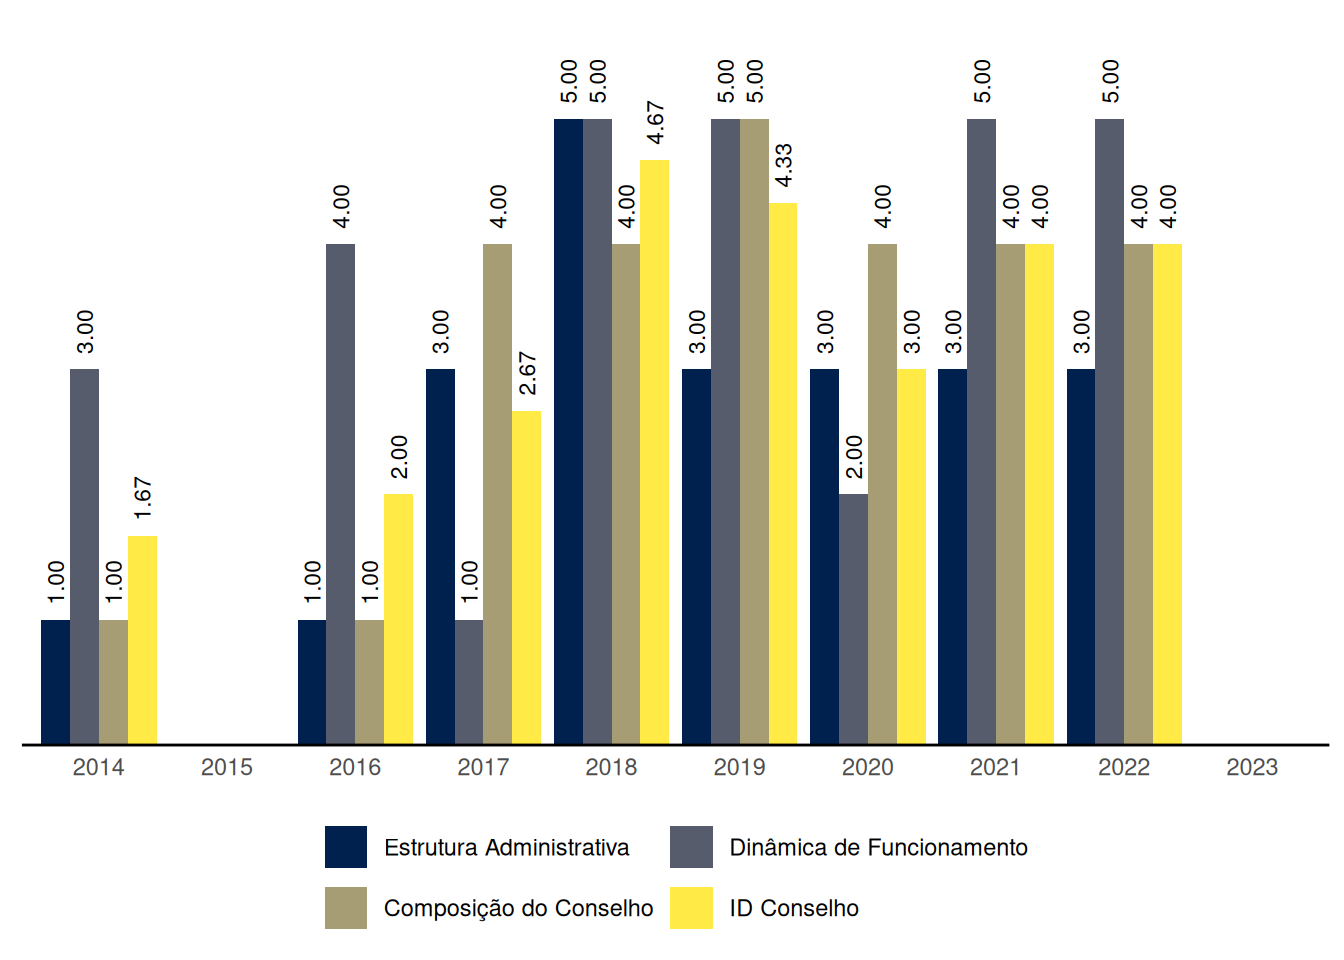 5.00 5.00 5.00 5.00 5.00 5.00
4.67
4.33
4.00 4.00 4.00 4.00 4.00 4.00 4.00 4.00
3.00 3.00 3.00 3.00 3.00 3.00 3.00
2.67
2.00 2.00
1.67
1.00 1.00 1.00 1.00 1.00
2014 2015 2016 2017 2018 2019 2020 2021 2022 2023
Estrutura Administrativa Dinâmica de Funcionamento
Composição do Conselho ID Conselho